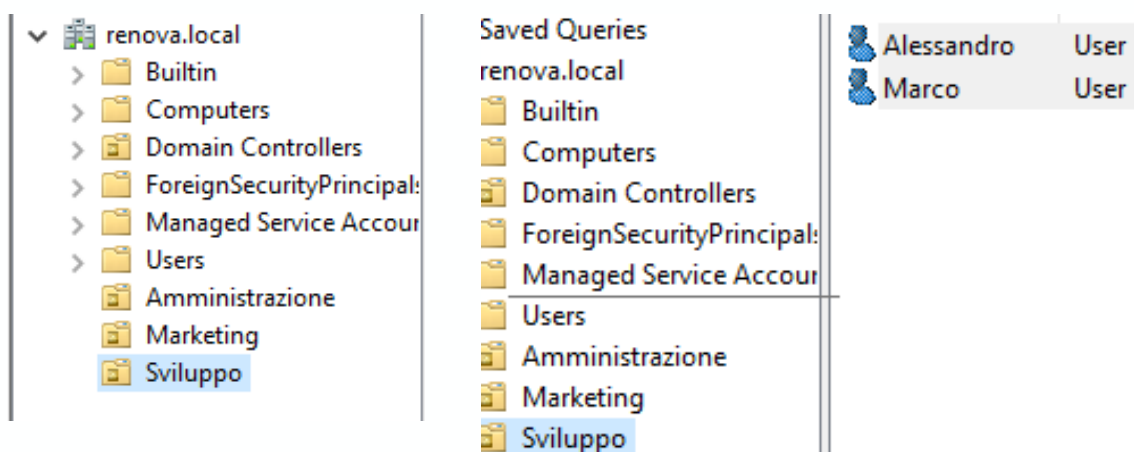 renova.local
Builtin
Computers
Domain Controllers
ForeignSecurityPrincipals
Managed Service Accour
Users
Amministrazione
Marketing
Sviluppo
Saved Queries
renova.local
Builtin
Computers
Domain Controllers
ForeignSecurityPrincipals
Managed Service Accour
Users
Amministrazione
Marketing
Sviluppo
Alessandro User
Marco User